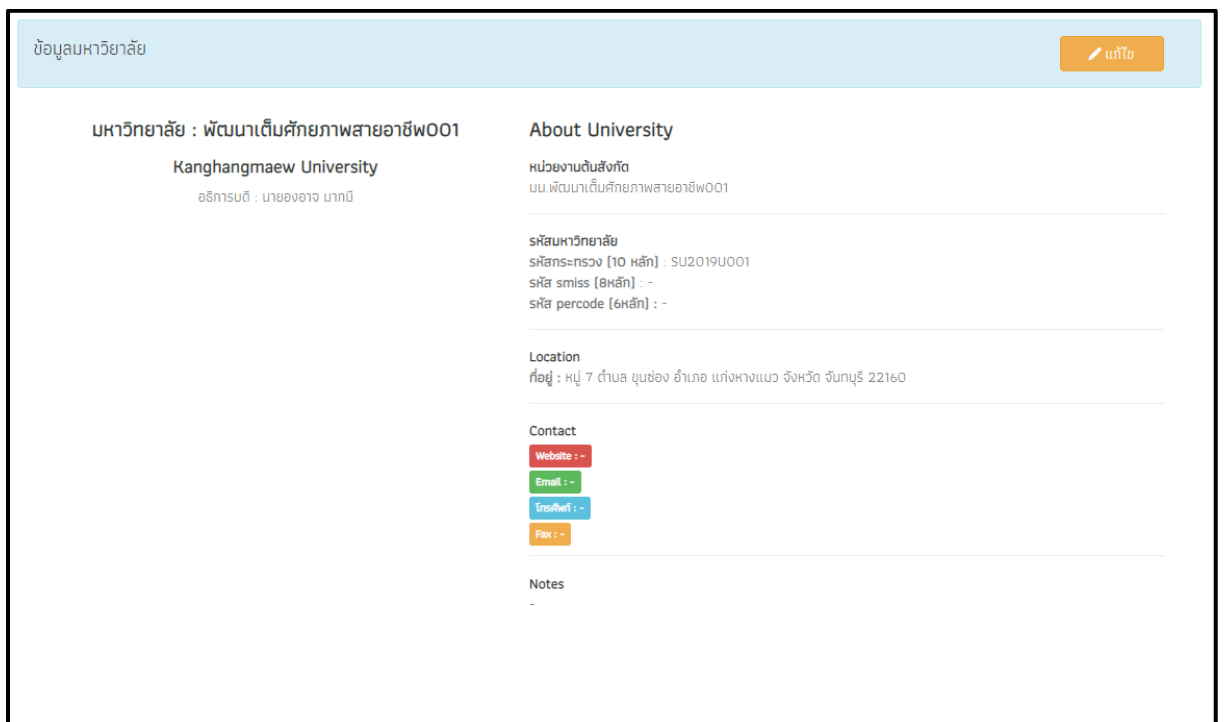 ข้อมูลมหาวิยาลัย
แก้ไข
มหาวิทยาลัย : พัฒนาเต็มศักยภาพสายอาชีพ001
Kanghangmaew University
อธิการบดี : นายองอาจ มากมี
About University
หน่วยงานต้นสังกัด
มน.พัฒนาเต็มศักยภาพสายอาชีพ001
รหัสมหาวิทยาลัย
รหัสกระทรวง (10 หลัก) : SU2019U001
รหัส smiss (8หลัก) : -
รหัส percode (6หลัก) : -
Location
ที่อยู่ : หมู่ 7 ตำบล ขุนซ่อง อำเภอ แก่งหางแมว จังหวัด จันทบุรี 22160
Contact
Website : -
Email : -
โทรศัพท์ : -
Fax : -
Notes
-